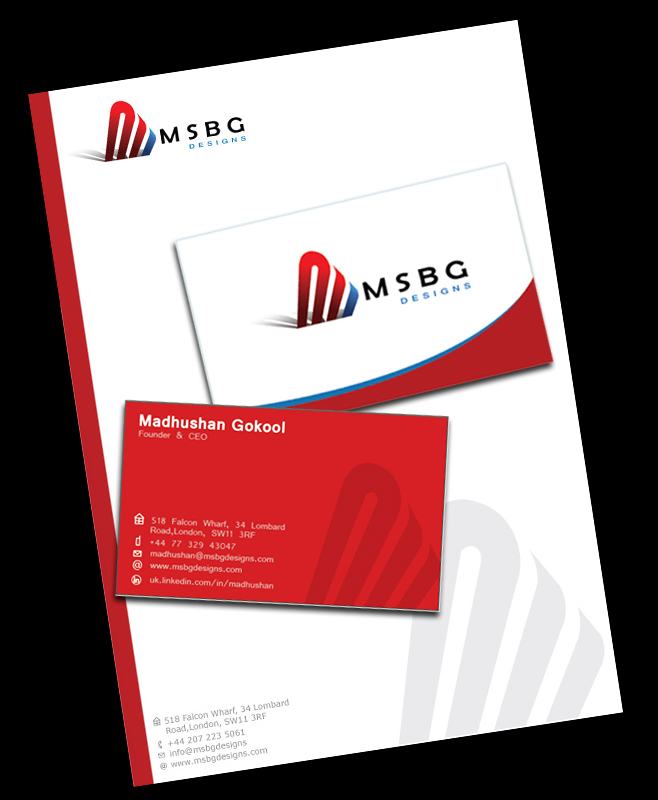 MSBG
DESIGNS
MSBG
DESIGNS
Madhushan Gokool
Founder & CEO
518 Falcon Wharf, 34 Lombard
Road,London, SW11 3RF
+44 77 329 43047
madhushan@msbgdesigns.com
@ www.msbgdesigns.com
in uk.linkedin.com/in/madhushan
518 Falcon Wharf, 34 Lombard
Road,London, SW11 3RF
+44 207 223 5061
info@msbgdesigns
@ www.msbgdesigns.com